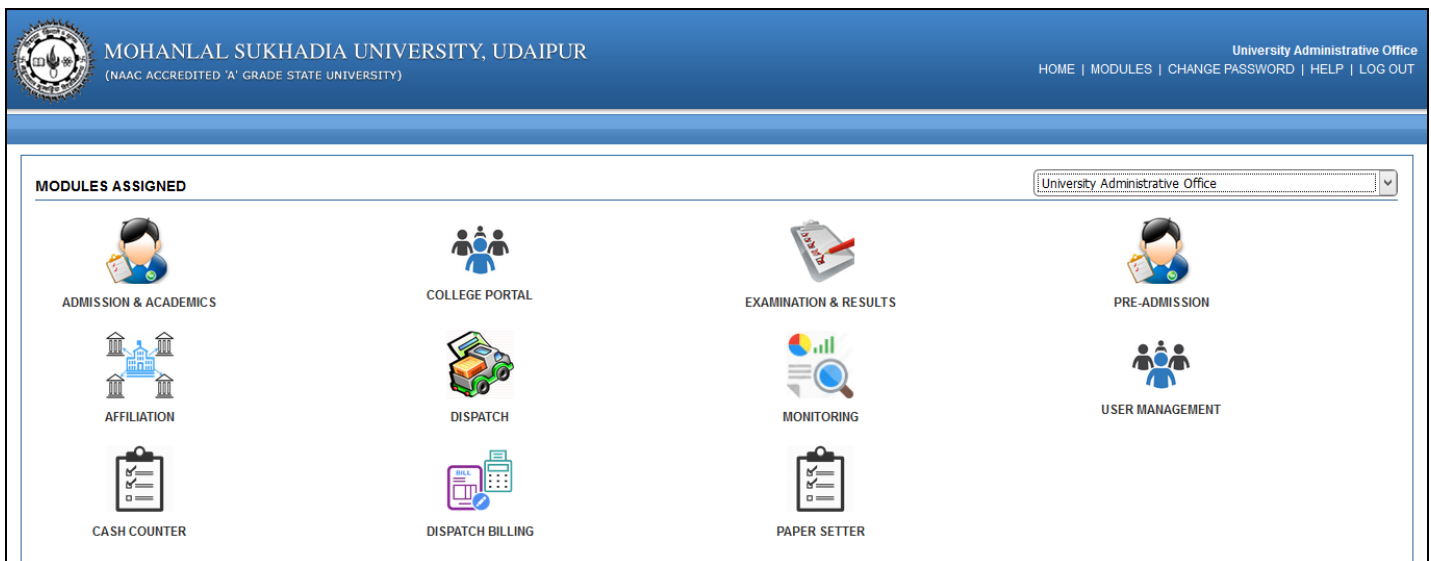 MOHANLAL SUKHADIA UNIVERSITY, UDAIPUR
(NAAC ACCREDITED 'A' GRADE STATE UNIVERSITY)
University Administrative Office
HOME | MODULES | CHANGE PASSWORD | HELP | LOG OUT
MODULES ASSIGNED
University Administrative Office
ADMISSION & ACADEMICS
COLLEGE PORTAL
EXAMINATION & RESULTS
PRE-ADMISSION
AFFILIATION
DISPATCH
MONITORING
USER MANAGEMENT
CASH COUNTER
BILL
DISPATCH BILLING
PAPER SETTER